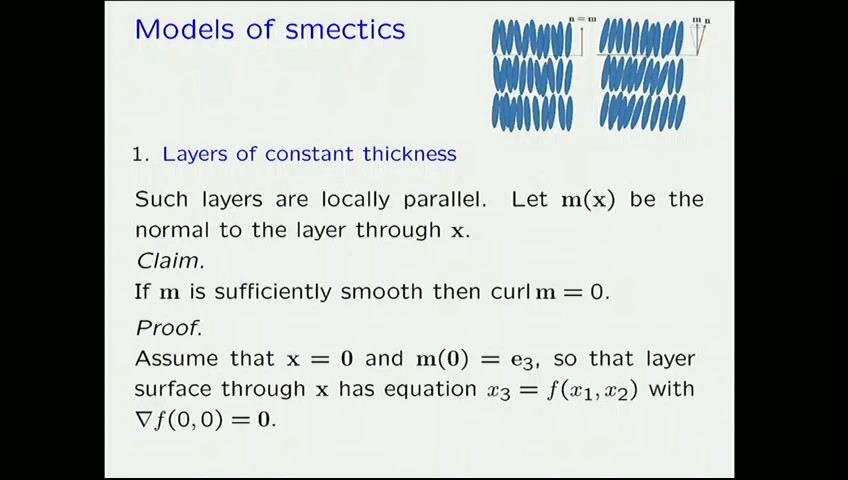 Models of smectics
n = m
m n
1. Layers of constant thickness
Such layers are locally parallel. Let m(x) be the
normal to the layer through x.
Claim.
If m is sufficiently smooth then curl m = 0.
Proof.
Assume that x = 0 and m(0) = e₃, so that layer
surface through x has equation x₃ = f(x₁, x₂) with
∇f(0, 0) = 0.